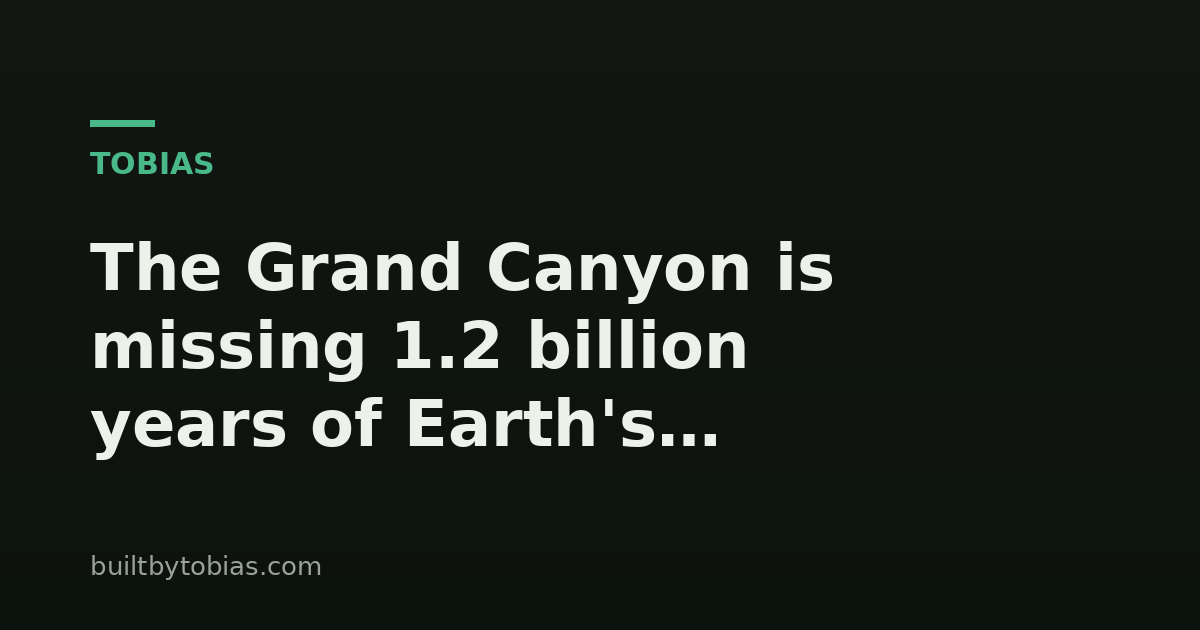 TOBIAS
The Grand Canyon is
missing 1.2 billion
years of Earth's…
builtbytobias.com